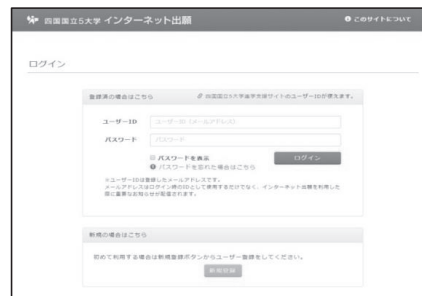 四国国立5大学 インターネット出願
このサイトについて
ログイン
登録済の場合はこちら
四国国立5大学進学支援サイトのユーザーIDが使えます。
ユーザーID
ユーザーID (メールアドレス)
パスワード
パスワード
パスワードを表示
ログイン
パスワードを忘れた場合はこちら
※ユーザーIDは登録したメールアドレスです。
メールアドレスはログイン時のIDとして使用するだけでなく、インターネット出願を利用した
際に重要なお知らせが配信されます。
新規の場合はこちら
初めて利用する場合は新規登録ボタンからユーザー登録をしてください。
新規登録